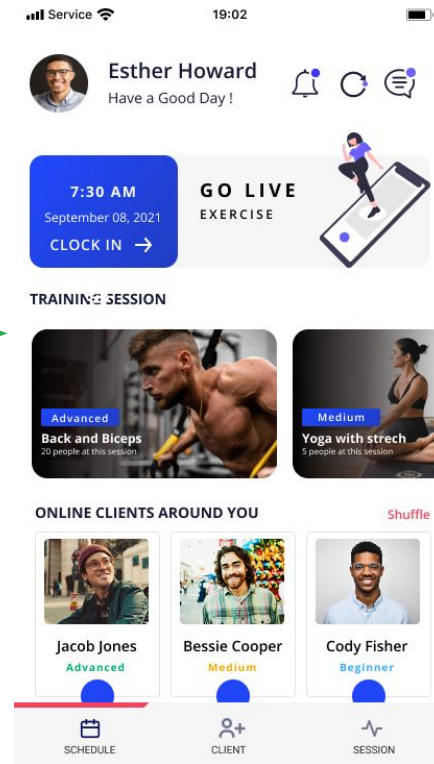 Service
19:02
Esther Howard
Have a Good Day !
7:30 AM
September 08, 2021
CLOCK IN
GO LIVE
EXERCISE
TRAINING SESSION
Advanced
Back and Biceps
20 people at this session
Medium
Yoga with strech
5 people at this session
ONLINE CLIENTS AROUND YOU
Shuffle
Jacob Jones
Advanced
Bessie Cooper
Medium
Cody Fisher
Beginner
SCHEDULE
CLIENT
SESSION